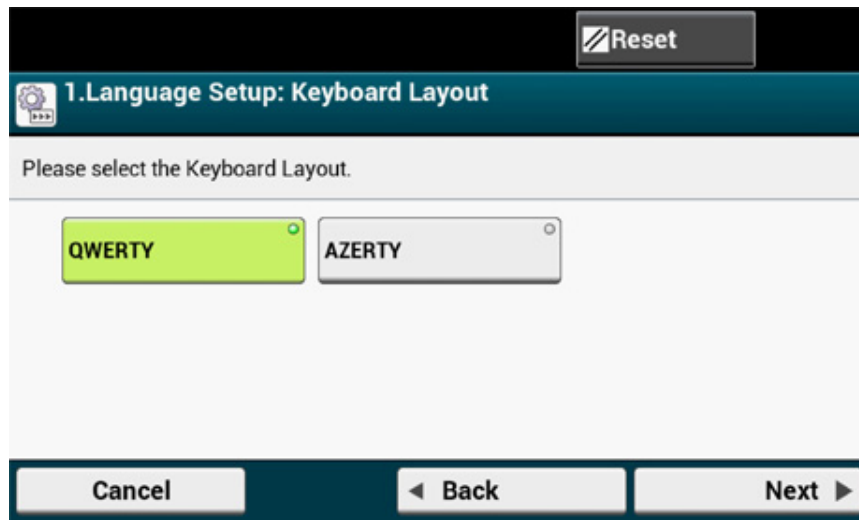 Reset
1.Language Setup: Keyboard Layout
Please select the Keyboard Layout.
QWERTY AZERTY
Cancel Back Next